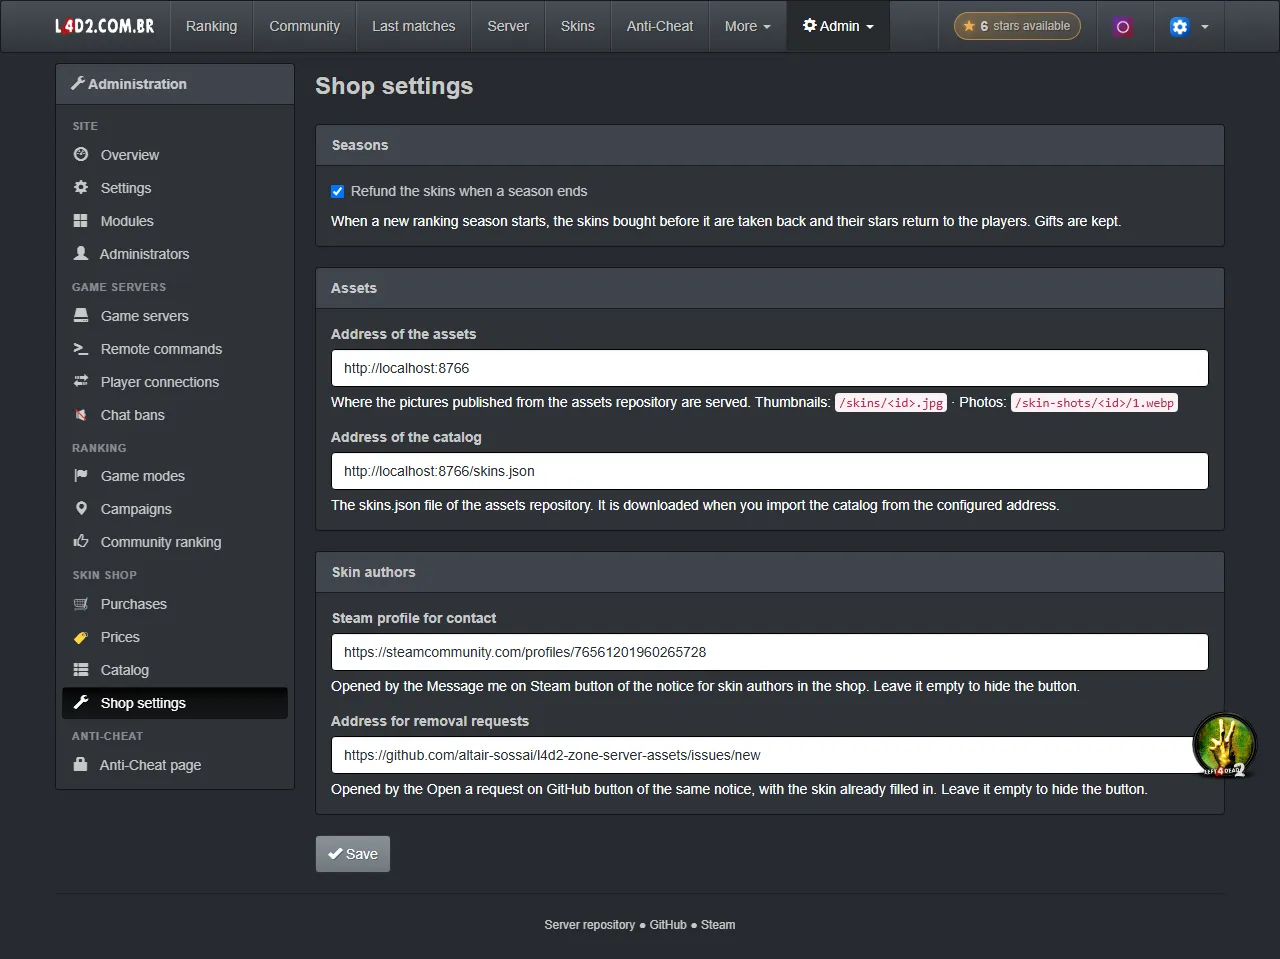 L4D2.COM.BR
Ranking
Community
Last matches
Server
Skins
Anti-Cheat
More
Admin
6 stars available
Administration
SITE
Overview
Settings
Modules
Administrators
GAME SERVERS
Game servers
Remote commands
Player connections
Chat bans
RANKING
Game modes
Campaigns
Community ranking
SKIN SHOP
Purchases
Prices
Catalog
Shop settings
ANTI-CHEAT
Anti-Cheat page
Shop settings
Seasons
Refund the skins when a season ends
When a new ranking season starts, the skins bought before it are taken back and their stars return to the players. Gifts are kept.
Assets
Address of the assets
http://localhost:8766
Where the pictures published from the assets repository are served. Thumbnails: /skins/<id>.jpg · Photos: /skin-shots/<id>/1.webp
Address of the catalog
http://localhost:8766/skins.json
The skins.json file of the assets repository. It is downloaded when you import the catalog from the configured address.
Skin authors
Steam profile for contact
https://steamcommunity.com/profiles/76561201960265728
Opened by the Message me on Steam button of the notice for skin authors in the shop. Leave it empty to hide the button.
Address for removal requests
https://github.com/altair-sossai/l4d2-zone-server-assets/issues/new
Opened by the Open a request on GitHub button of the same notice, with the skin already filled in. Leave it empty to hide the button.
LEFT4DEAD2
Save
Server repository ● GitHub ● Steam